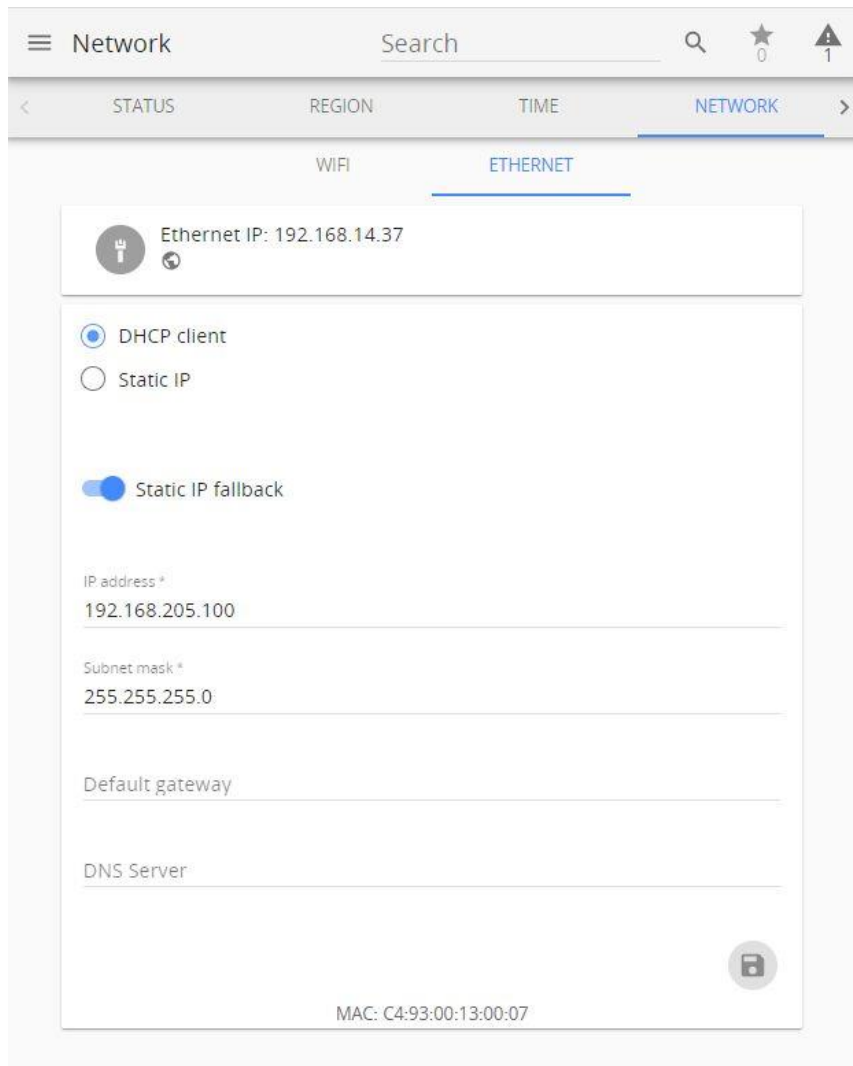 Network Search 0 1
STATUS REGION TIME NETWORK
WIFI ETHERNET
Ethernet IP: 192.168.14.37
DHCP client
Static IP
Static IP fallback
IP address *
192.168.205.100
Subnet mask *
255.255.255.0
Default gateway
DNS Server
MAC: C4:93:00:13:00:07